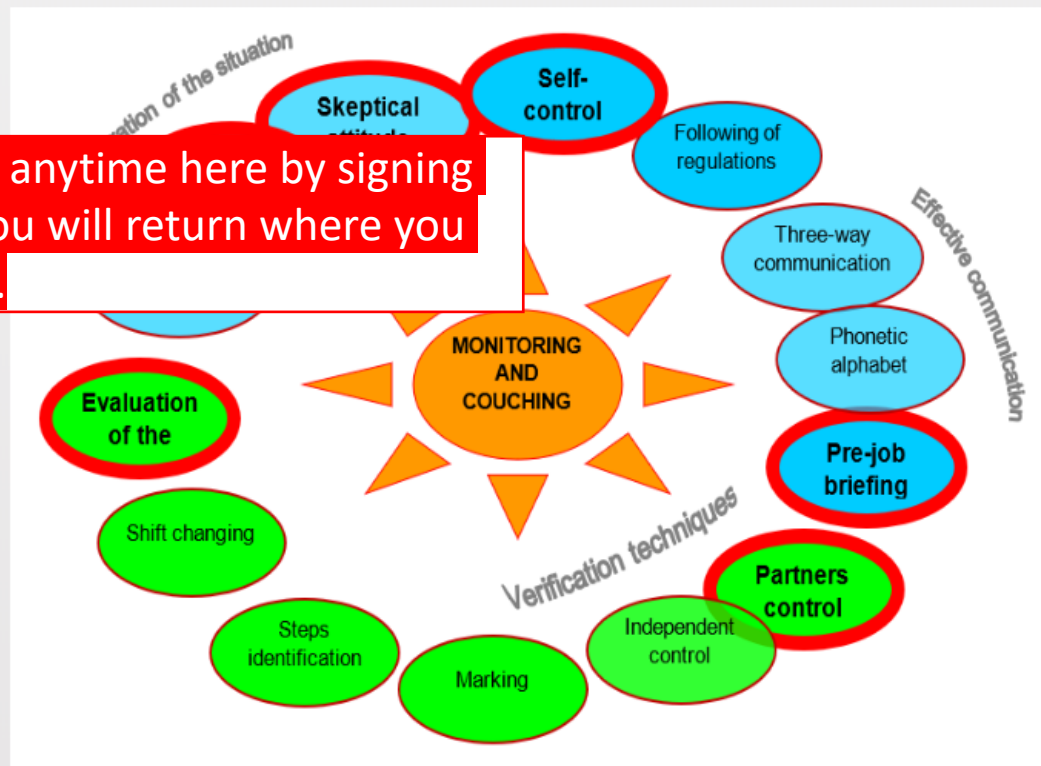 of the situation
Skeptical
Self-
control
Following of
regulations
anytime here by signing
ou will return where you
Three-way
communication
Effective communication
Phonetic
alphabet
MONITORING
AND
COUCHING
Evaluation
of the
Pre-job
briefing
Verification techniques
Shift changing
Partners
control
Steps
identification
Independent
control
Marking